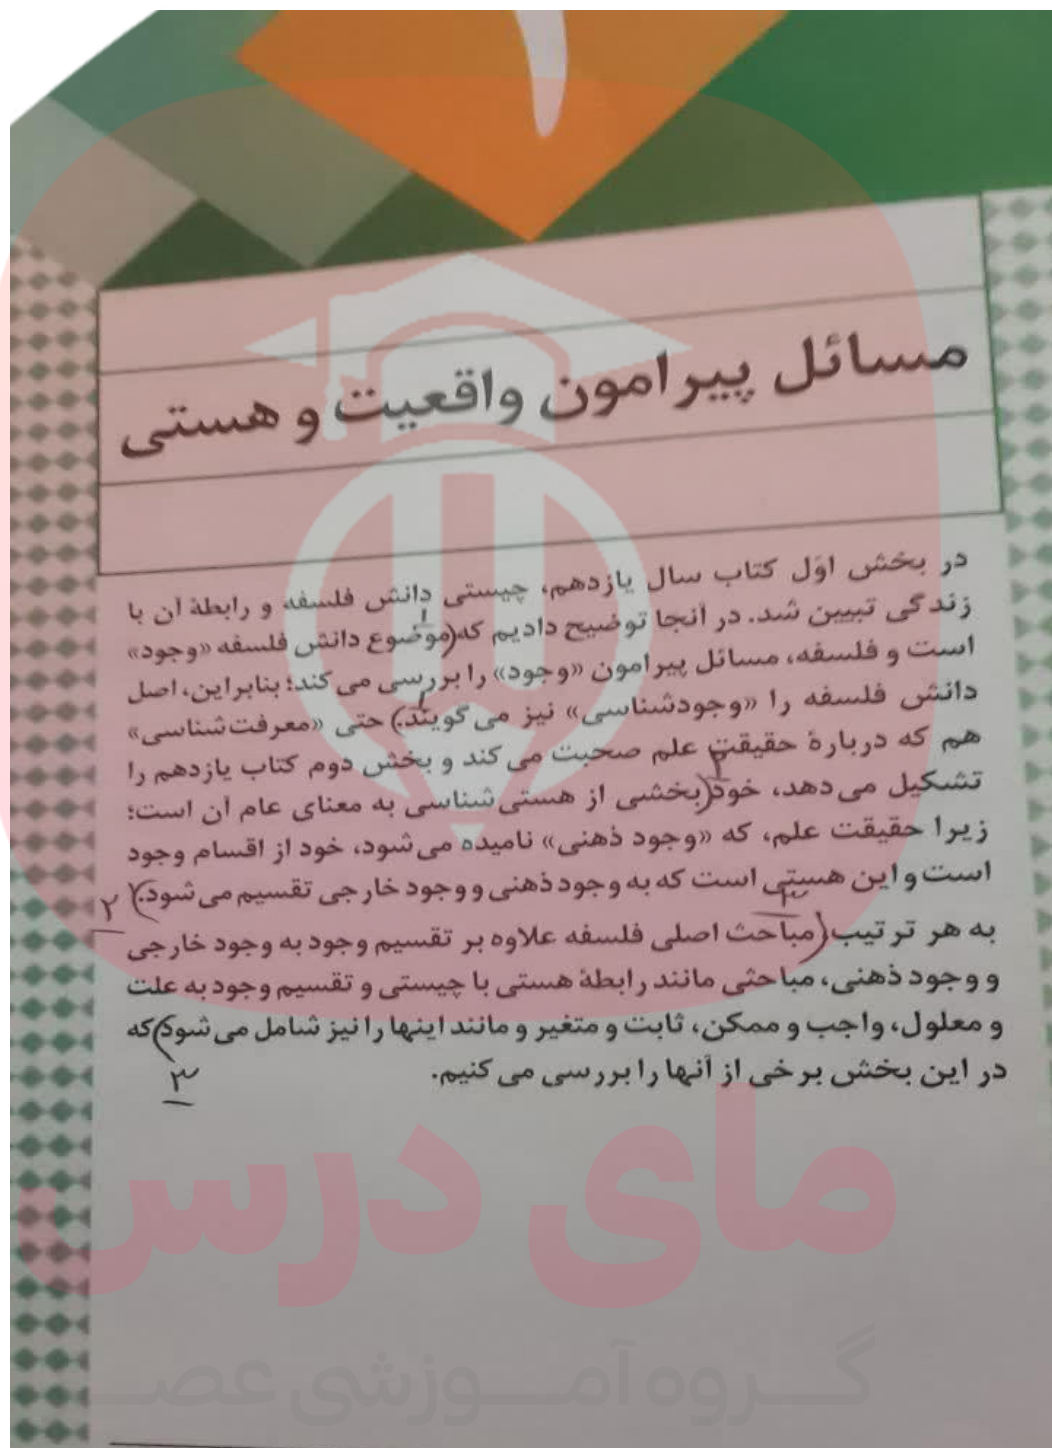 ۱
مسائل پیرامون واقعیت و هستی
در بخش اوّل کتاب سال یازدهم، چیستی دانش فلسفه و رابطهٔ آن با
زندگی تبیین شد. در آنجا توضیح دادیم که (موضوع دانش فلسفه «وجود»
۱
است و فلسفه، مسائل پیرامون «وجود» را بررسی می‌کند؛ بنابراین، اصل
دانش فلسفه را «وجودشناسی» نیز می‌گویند.) حتی «معرفت‌شناسی»
۱
هم که دربارهٔ حقیقت علم صحبت می‌کند و بخش دوم کتاب یازدهم را
تشکیل می‌دهد، خود (بخشی از هستی‌شناسی به معنای عام آن است؛
۲
زیرا حقیقت علم، که «وجود ذهنی» نامیده می‌شود، خود از اقسام وجود
است و این هستی است که به وجود ذهنی و وجود خارجی تقسیم می‌شود.)
۲
به هر ترتیب (مباحث اصلی فلسفه علاوه بر تقسیم وجود به وجود خارجی
۳
و وجود ذهنی، مباحثی مانند رابطهٔ هستی با چیستی و تقسیم وجود به علت
و معلول، واجب و ممکن، ثابت و متغیر و مانند اینها را نیز شامل می‌شود) که
۳
در این بخش برخی از آنها را بررسی می‌کنیم.
مای درس
گروه آموزشی عصر